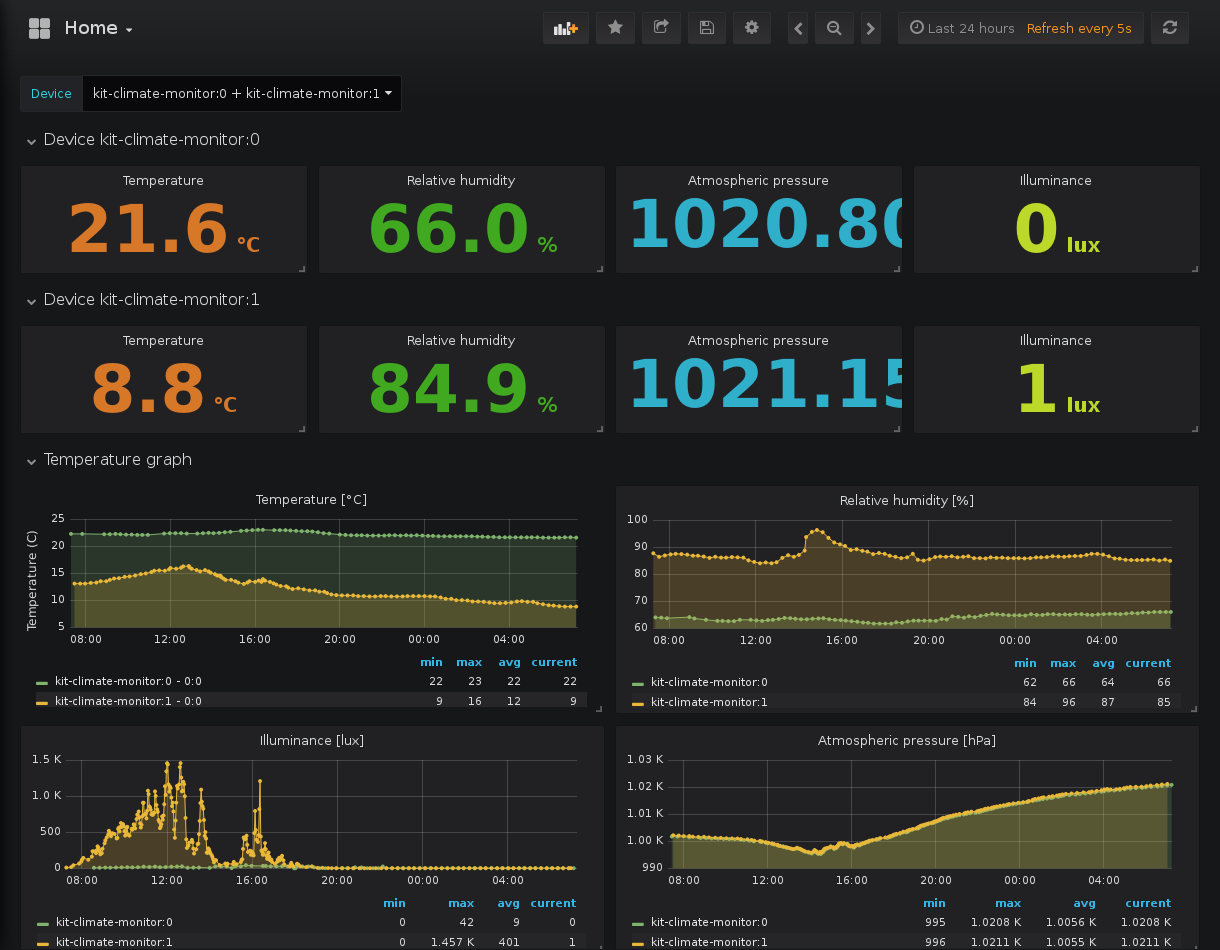 Home
Last 24 hours Refresh every 5s
Device kit-climate-monitor:0 + kit-climate-monitor:1
Device kit-climate-monitor:0
Temperature Relative humidity Atmospheric pressure Illuminance
21.6 °C 66.0 % 1020.80 0 lux
Device kit-climate-monitor:1
Temperature Relative humidity Atmospheric pressure Illuminance
8.8 °C 84.9 % 1021.15 1 lux
Temperature graph
Temperature [°C]
Temperature (C)
25
20
15
10
5
08:00 12:00 16:00 20:00 00:00 04:00
min max avg current
kit-climate-monitor:0 - 0:0 22 23 22 22
kit-climate-monitor:1 - 0:0 9 16 12 9
Relative humidity [%]
100
90
80
70
60
08:00 12:00 16:00 20:00 00:00 04:00
min max avg current
kit-climate-monitor:0 62 66 64 66
kit-climate-monitor:1 84 96 87 85
Illuminance [lux]
1.5 K
1.0 K
500
0
08:00 12:00 16:00 20:00 00:00 04:00
min max avg current
kit-climate-monitor:0 0 42 9 0
kit-climate-monitor:1 0 1.457 K 401 1
Atmospheric pressure [hPa]
1.03 K
1.02 K
1.01 K
1.00 K
990
08:00 12:00 16:00 20:00 00:00 04:00
min max avg current
kit-climate-monitor:0 995 1.0208 K 1.0056 K 1.0208 K
kit-climate-monitor:1 996 1.0211 K 1.0055 K 1.0211 K